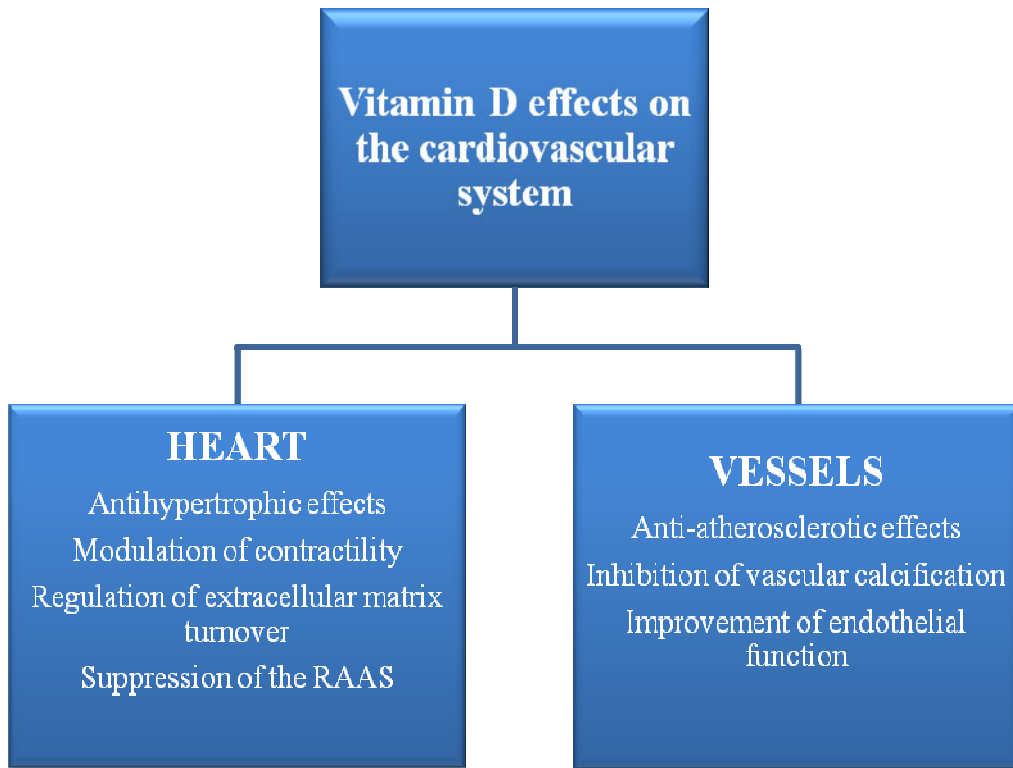 Vitamin D effects on
the cardiovascular
system
HEART
Antihypertrophic effects
Modulation of contractility
Regulation of extracellular matrix
turnover
Suppression of the RAAS
VESSELS
Anti-atherosclerotic effects
Inhibition of vascular calcification
Improvement of endothelial
function